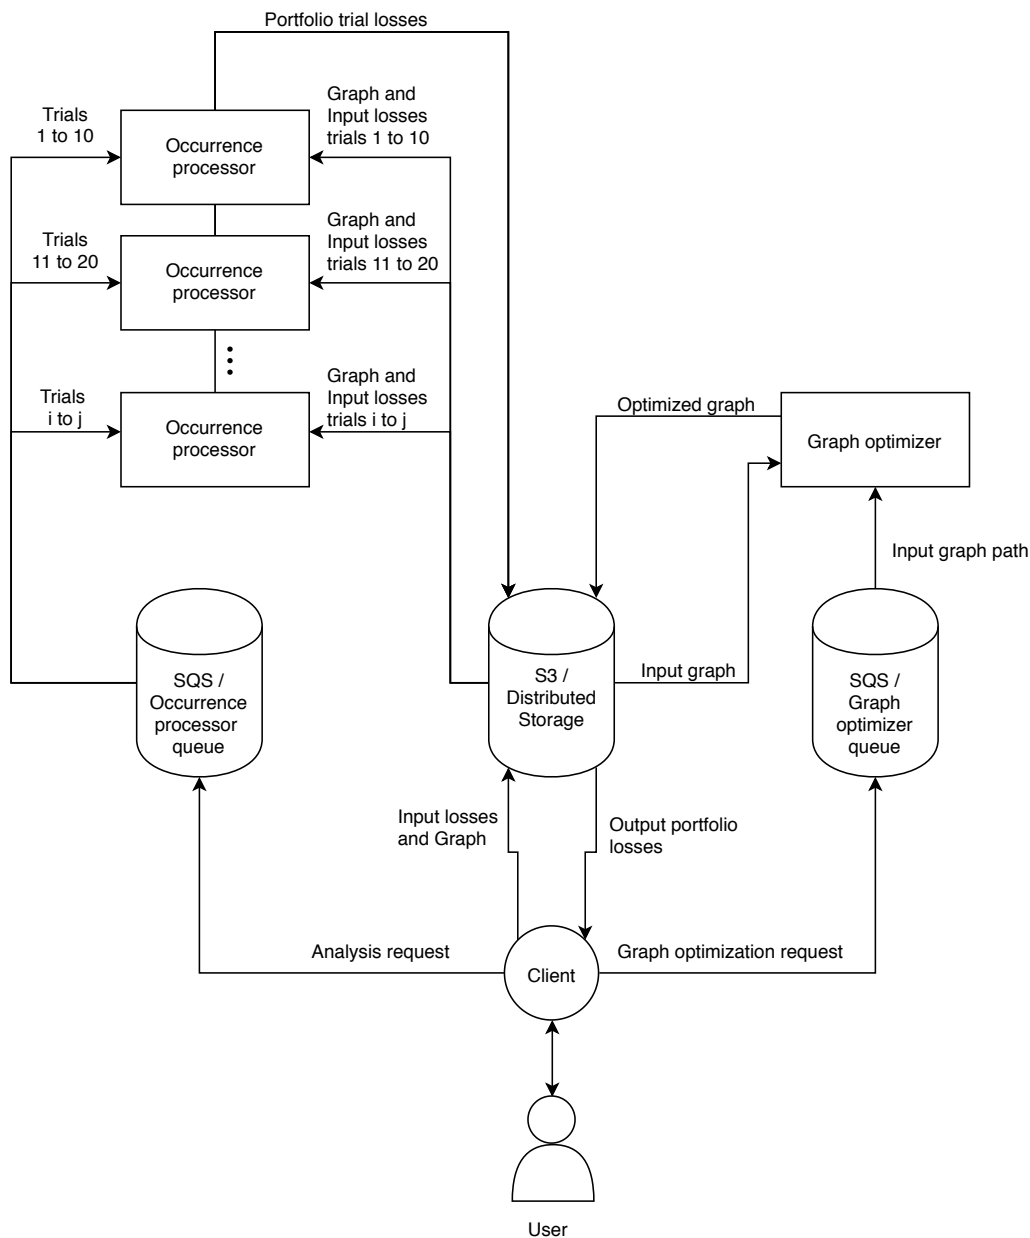 Portfolio trial losses
Trials
1 to 10
Occurrence
processor
Graph and
Input losses
trials 1 to 10
Trials
11 to 20
Occurrence
processor
Graph and
Input losses
trials 11 to 20
Trials
i to j
Occurrence
processor
Graph and
Input losses
trials i to j
Optimized graph
Graph optimizer
Input graph path
SQS /
Occurrence
processor
queue
S3 /
Distributed
Storage
Input graph
SQS /
Graph
optimizer
queue
Input losses
and Graph
Output portfolio
losses
Analysis request
Client
Graph optimization request
User